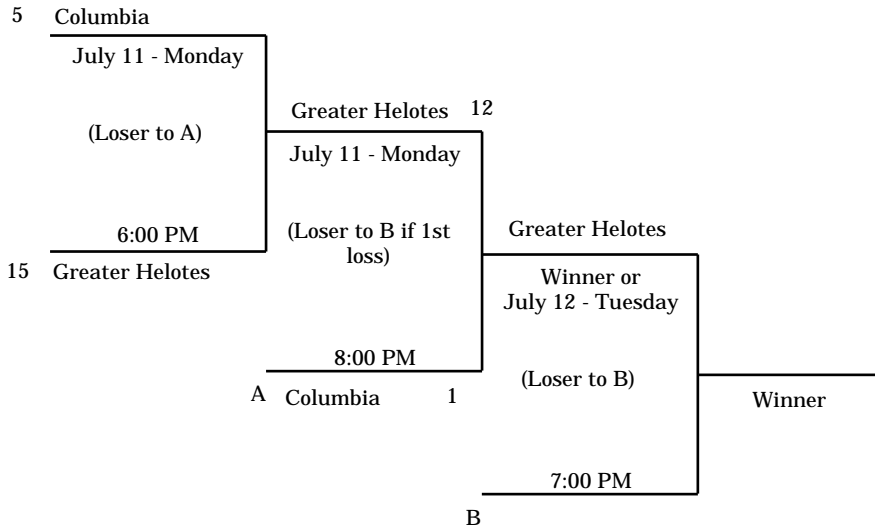 5 Columbia
July 11 - Monday
(Loser to A)
6:00 PM
15 Greater Helotes
Greater Helotes 12
July 11 - Monday
(Loser to B if 1st
loss)
8:00 PM
A Columbia 1
Greater Helotes
Winner or
July 12 - Tuesday
(Loser to B)
7:00 PM
B
Winner